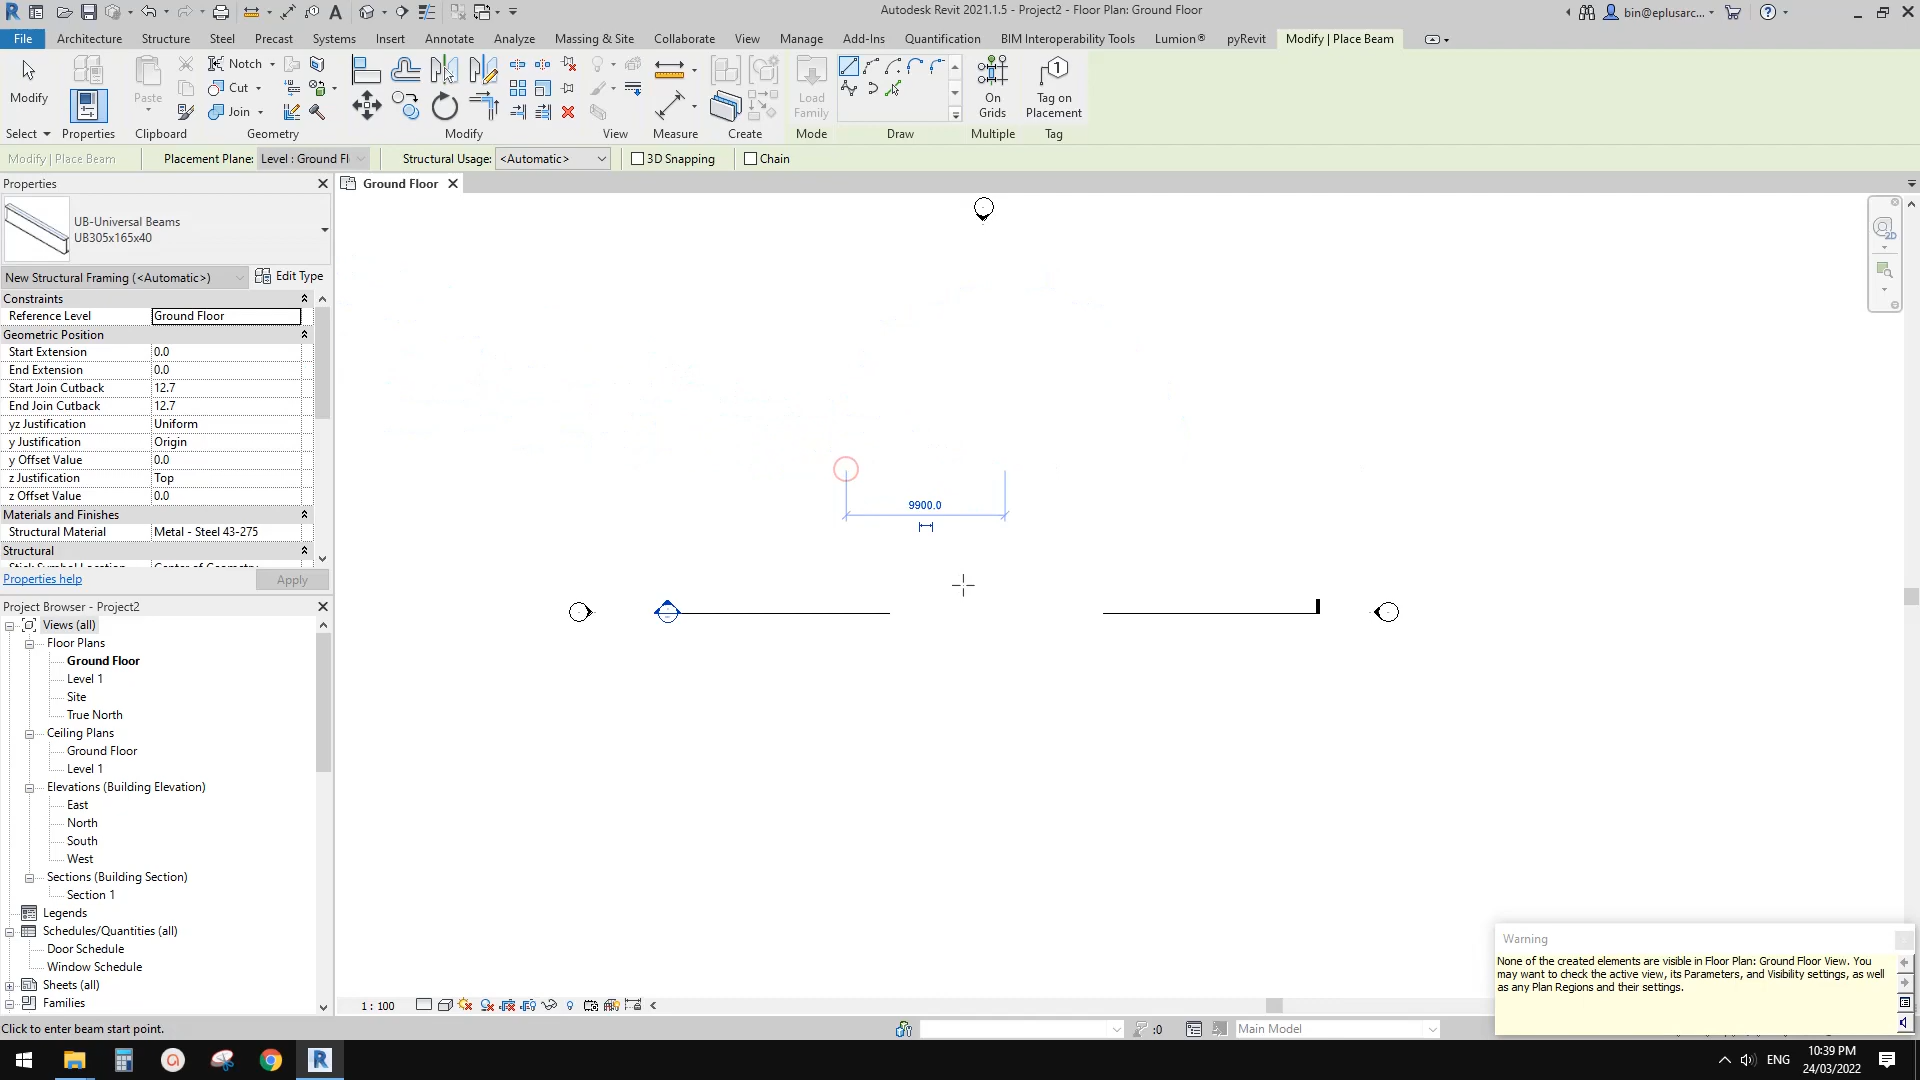 Autodesk Revit 2021.1.5 - Project2 - Floor Plan: Ground Floor
bin@eplusarc...
File Architecture Structure Steel Precast Systems Insert Annotate Analyze Massing & Site Collaborate View Manage Add-Ins Quantification BIM Interoperability Tools Lumion® pyRevit Modify | Place Beam
Modify
Paste
Notch
Cut
Join
Load
Family
On
Grids
1
Tag on
Placement
Select Properties Clipboard Geometry Modify View Measure Create Mode Draw Multiple Tag
Modify | Place Beam Placement Plane: Level : Ground Fl Structural Usage: <Automatic> 3D Snapping Chain
Properties
Ground Floor
UB-Universal Beams
UB305x165x40
New Structural Framing (<Automatic>) Edit Type
Constraints
Reference Level Ground Floor
Geometric Position
Start Extension 0.0
End Extension 0.0
Start Join Cutback 12.7
End Join Cutback 12.7
yz Justification Uniform
y Justification Origin
y Offset Value 0.0
z Justification Top
z Offset Value 0.0
Materials and Finishes
Structural Material Metal - Steel 43-275
Structural
Properties help Apply
9900.0
2D
Project Browser - Project2
Views (all)
Floor Plans
Ground Floor
Level 1
Site
True North
Ceiling Plans
Ground Floor
Level 1
Elevations (Building Elevation)
East
North
South
West
Sections (Building Section)
Section 1
Legends
Schedules/Quantities (all)
Door Schedule
Window Schedule
Sheets (all)
Families
Warning
None of the created elements are visible in Floor Plan: Ground Floor View. You
may want to check the active view, its Parameters, and Visibility settings, as well
as any Plan Regions and their settings.
1 : 100
Click to enter beam start point.
:0
Main Model
ENG
10:39 PM
24/03/2022